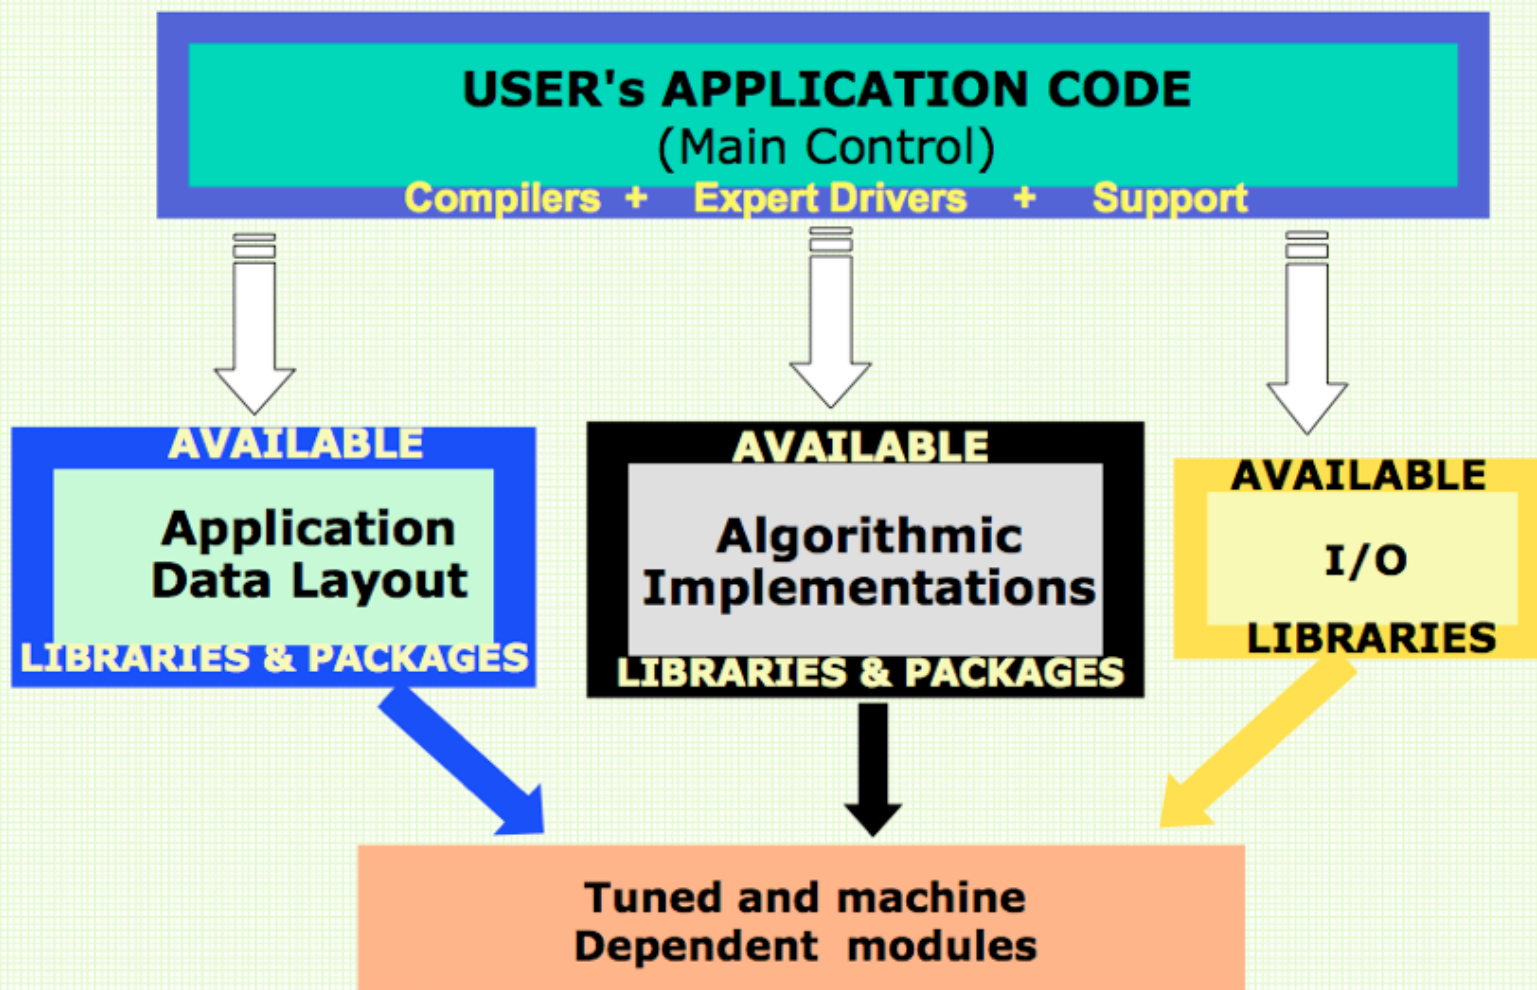 USER's APPLICATION CODE
(Main Control)
Compilers + Expert Drivers + Support
AVAILABLE
Application
Data Layout
LIBRARIES & PACKAGES
AVAILABLE
Algorithmic
Implementations
LIBRARIES & PACKAGES
AVAILABLE
I/O
LIBRARIES
Tuned and machine
Dependent modules